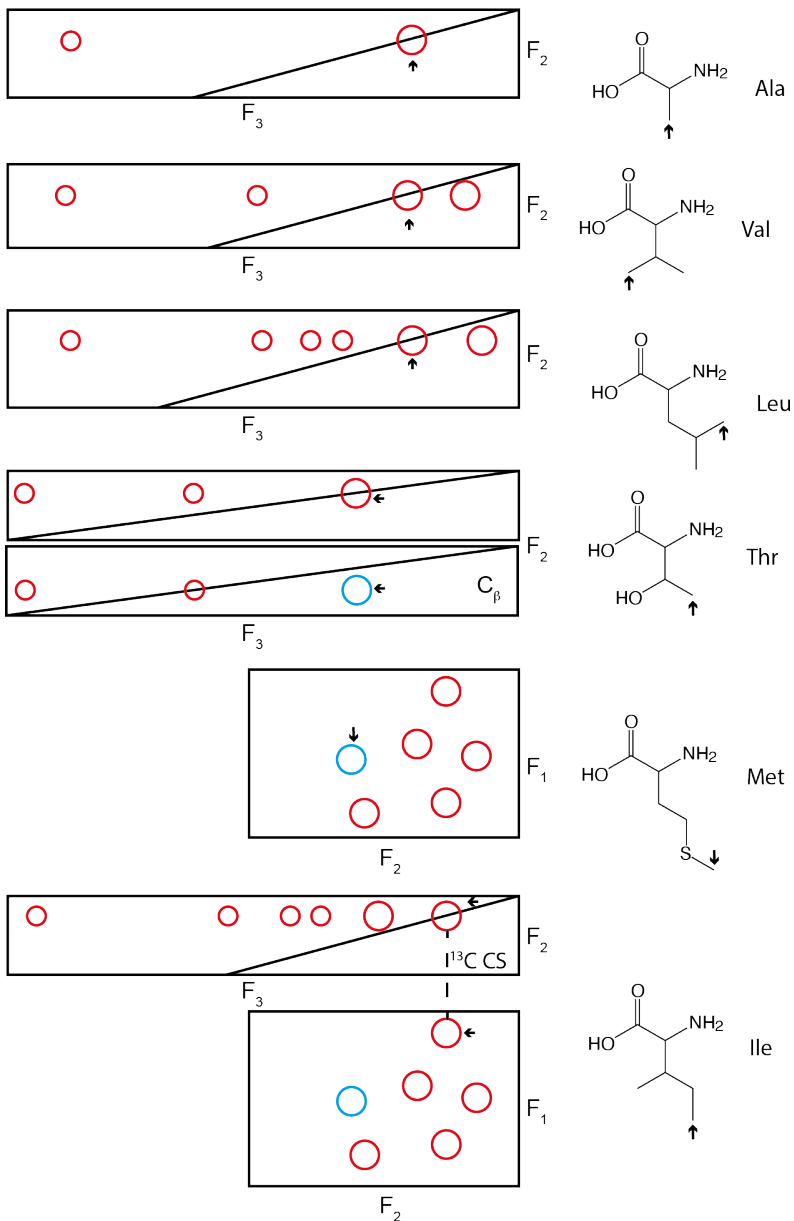 F2
F3
O
HO
NH2
Ala
F2
F3
O
HO
NH2
Val
F2
F3
O
HO
NH2
Leu
F2
Cβ
F3
O
HO
NH2
HO
Thr
F1
F2
O
HO
NH2
S
Met
F2
13C CS
F3
F1
F2
O
HO
NH2
Ile